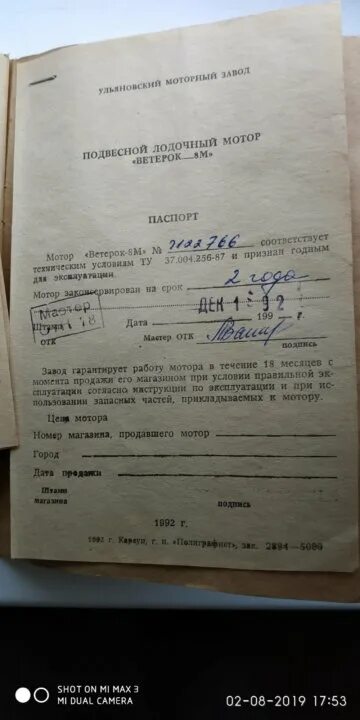 УЛЬЯНОВСКИЙ МОТОРНЫЙ ЗАВОД
ПОДВЕСНОЙ ЛОДОЧНЫЙ МОТОР
«ВЕТЕРОК—8М»
ПАСПОРТ
Мотор «Ветерок-8М» № соответствует
техническим условиям ТУ 37.004.256-87 и признан годным
для эксплуатации.
Мотор законсервирован на срок 2 года
Мастер
Штамп Дата ДЕК 1992 199 г.
ОТК Мастер ОТК
подпись
Завод гарантирует работу мотора в течение 18 месяцев с
момента продажи его магазином при условии правильной экс-
плуатации согласно инструкции по эксплуатации и при ис-
пользовании запасных частей, прикладываемых к мотору.
Цена мотора
Номер магазина, продавшего мотор
Город
Дата продажи
Штамп
магазина подпись
1992 г.
1992 г. г. п. «Полиграфист», зак. 2884—5000
SHOT ON MI MAX 3
MI DUAL CAMERA
02-08-2019 17:53